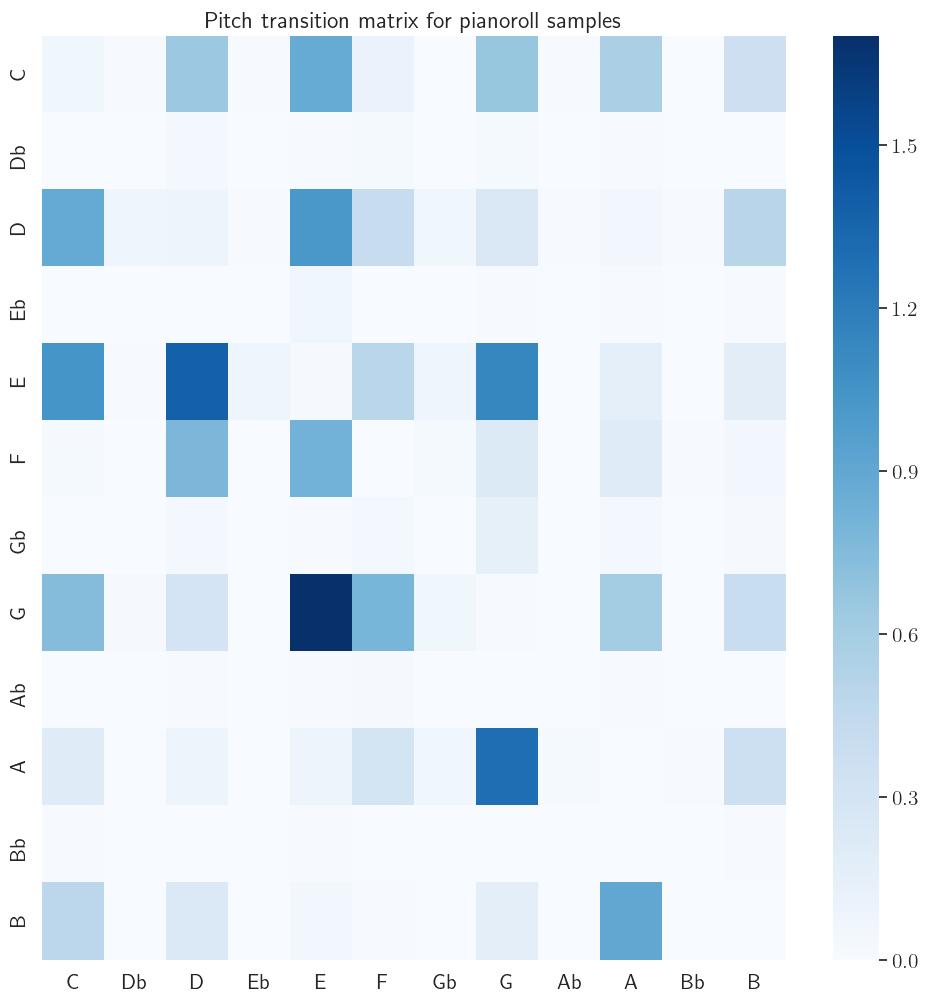 Pitch transition matrix for pianoroll samples
C
Db
D
Eb
E
F
Gb
G
Ab
A
Bb
B
C Db D Eb E F Gb G Ab A Bb B
1.5
1.2
0.9
0.6
0.3
0.0